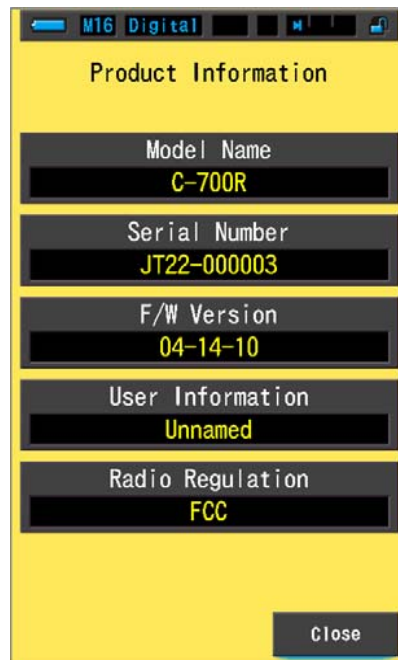 M16 Digital
Product Information
Model Name
C-700R
Serial Number
JT22-000003
F/W Version
04-14-10
User Information
Unnamed
Radio Regulation
FCC
Close